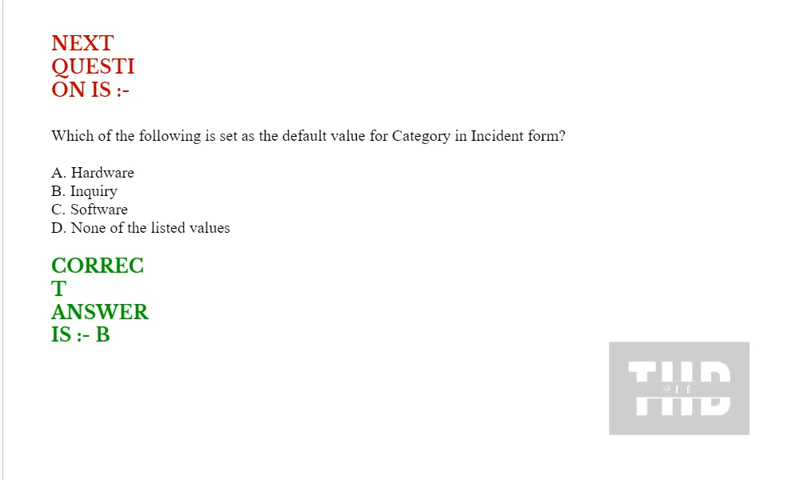 NEXT
QUESTI
ON IS :-
Which of the following is set as the default value for Category in Incident form?
A. Hardware
B. Inquiry
C. Software
D. None of the listed values
CORREC
T
ANSWER
IS :- B
THD